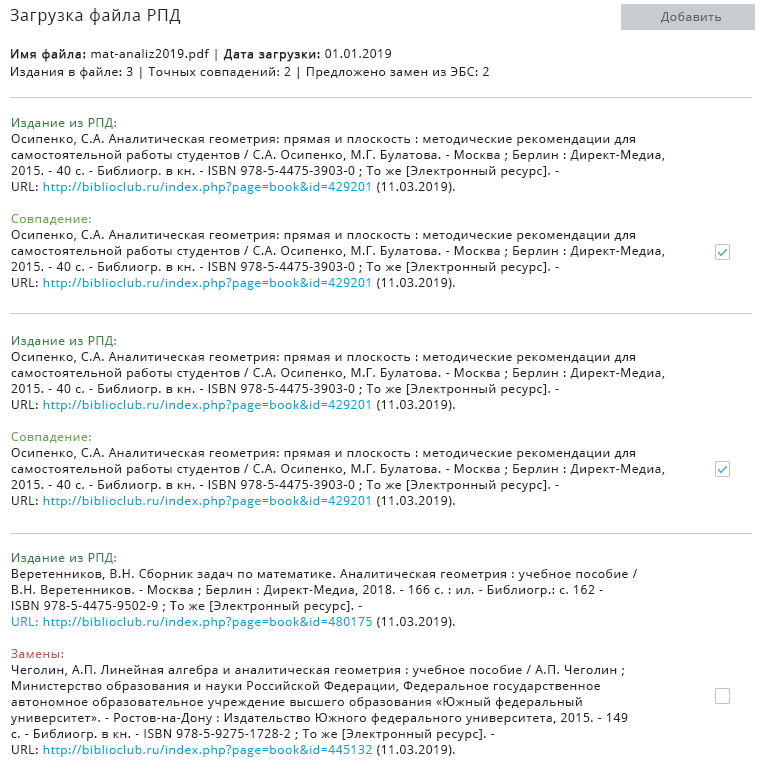 Загрузка файла РПД
Добавить
Имя файла: mat-analiz2019.pdf | Дата загрузки: 01.01.2019
Издания в файле: 3 | Точных совпадений: 2 | Предложено замен из ЭБС: 2
Издание из РПД:
Осипенко, С.А. Аналитическая геометрия: прямая и плоскость : методические рекомендации для
самостоятельной работы студентов / С.А. Осипенко, М.Г. Булатова. - Москва ; Берлин : Директ-Медиа,
2015. - 40 с. - Библиогр. в кн. - ISBN 978-5-4475-3903-0 ; То же [Электронный ресурс]. -
URL: http://biblioclub.ru/index.php?page=book&id=429201 (11.03.2019).
Совпадение:
Осипенко, С.А. Аналитическая геометрия: прямая и плоскость : методические рекомендации для
самостоятельной работы студентов / С.А. Осипенко, М.Г. Булатова. - Москва ; Берлин : Директ-Медиа,
2015. - 40 с. - Библиогр. в кн. - ISBN 978-5-4475-3903-0 ; То же [Электронный ресурс]. -
URL: http://biblioclub.ru/index.php?page=book&id=429201 (11.03.2019).
Издание из РПД:
Осипенко, С.А. Аналитическая геометрия: прямая и плоскость : методические рекомендации для
самостоятельной работы студентов / С.А. Осипенко, М.Г. Булатова. - Москва ; Берлин : Директ-Медиа,
2015. - 40 с. - Библиогр. в кн. - ISBN 978-5-4475-3903-0 ; То же [Электронный ресурс]. -
URL: http://biblioclub.ru/index.php?page=book&id=429201 (11.03.2019).
Совпадение:
Осипенко, С.А. Аналитическая геометрия: прямая и плоскость : методические рекомендации для
самостоятельной работы студентов / С.А. Осипенко, М.Г. Булатова. - Москва ; Берлин : Директ-Медиа,
2015. - 40 с. - Библиогр. в кн. - ISBN 978-5-4475-3903-0 ; То же [Электронный ресурс]. -
URL: http://biblioclub.ru/index.php?page=book&id=429201 (11.03.2019).
Издание из РПД:
Веретенников, В.Н. Сборник задач по математике. Аналитическая геометрия : учебное пособие /
В.Н. Веретенников. - Москва ; Берлин : Директ-Медиа, 2018. - 166 с. : ил. - Библиогр.: с. 162 -
ISBN 978-5-4475-9502-9 ; То же [Электронный ресурс]. -
URL: http://biblioclub.ru/index.php?page=book&id=480175 (11.03.2019).
Замены:
Чеголин, А.П. Линейная алгебра и аналитическая геометрия : учебное пособие / А.П. Чеголин ;
Министерство образования и науки Российской Федерации, Федеральное государственное
автономное образовательное учреждение высшего образования «Южный федеральный
университет». - Ростов-на-Дону : Издательство Южного федерального университета, 2015. - 149
с. - Библиогр. в кн. - ISBN 978-5-9275-1728-2 ; То же [Электронный ресурс]. -
URL: http://biblioclub.ru/index.php?page=book&id=445132 (11.03.2019).